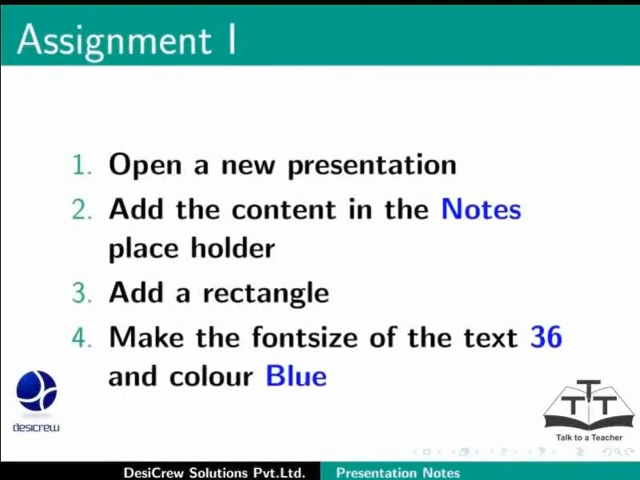 Assignment I
1. Open a new presentation
2. Add the content in the Notes
place holder
3. Add a rectangle
4. Make the fontsize of the text 36
and colour Blue
desicrew
TTT
Talk to a Teacher
DesiCrew Solutions Pvt.Ltd. Presentation Notes